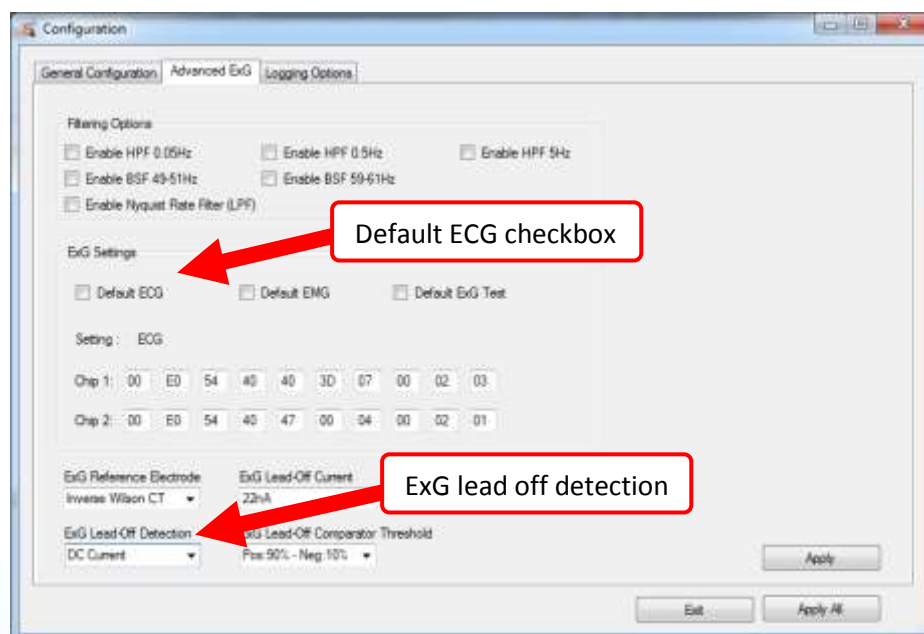 Configuration
General Configuration Advanced ExG Logging Options
Filtering Options
Enable HPF 0.05Hz Enable HPF 0.5Hz Enable HPF 5Hz
Enable BSF 49-51Hz Enable BSF 59-61Hz
Enable Nyquist Rate Filter (LPF)
Default ECG checkbox
ExG Settings
Default ECG Default EMG Default ExG Test
Setting : ECG
Chip 1: 00 E0 54 40 40 3D 07 00 02 03
Chip 2: 00 E0 54 40 47 00 04 00 02 01
ExG Reference Electrode ExG Lead-Off Current
Inverse Wilson CT 22nA
ExG lead off detection
ExG Lead-Off Detection ExG Lead-Off Comparator Threshold
DC Current Pos:90% - Neg:10%
Apply
Exit Apply All